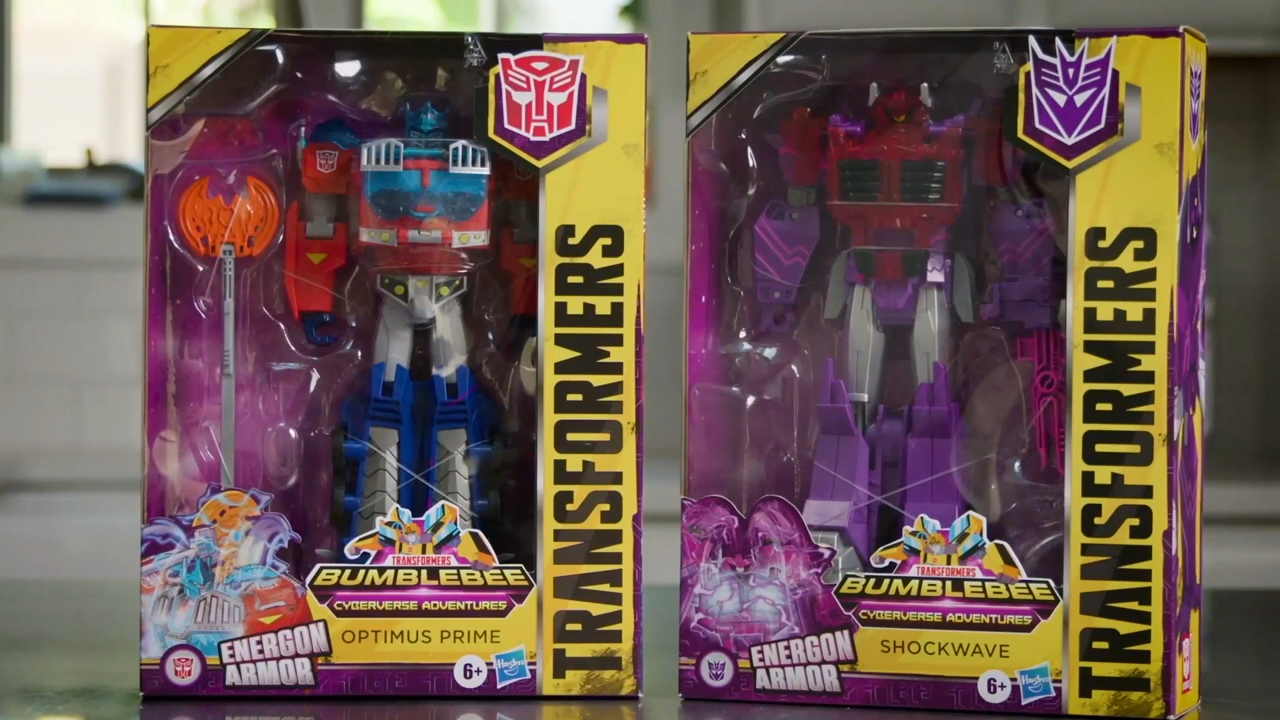 TRANSFORMERS
TRANSFORMERS
BUMBLEBEE
CYBERVERSE ADVENTURES
OPTIMUS PRIME
ENERGON
ARMOR
6+
Hasbro
TRANSFORMERS
TRANSFORMERS
BUMBLEBEE
CYBERVERSE ADVENTURES
SHOCKWAVE
ENERGON
ARMOR
6+
Hasbro